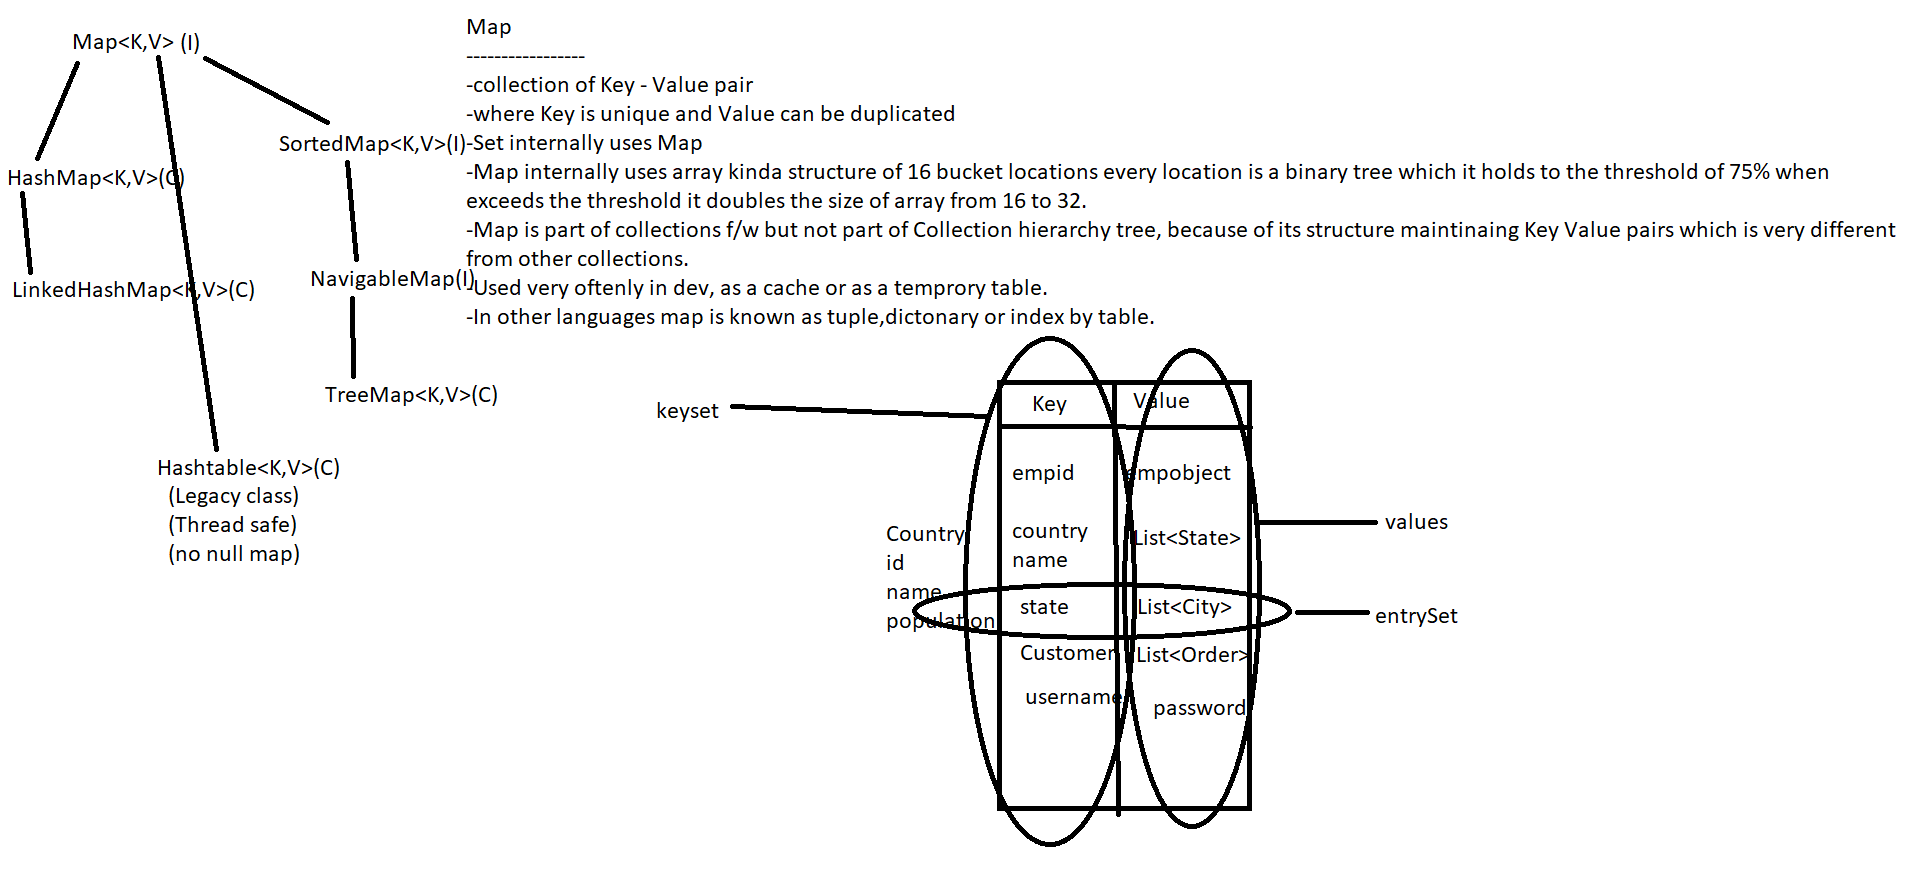 Map<K,V> (I)
HashMap<K,V>(C)
LinkedHashMap<K,V>(C)
SortedMap<K,V>(I)
NavigableMap(I)
TreeMap<K,V>(C)
Hashtable<K,V>(C)
(Legacy class)
(Thread safe)
(no null map)
Map
-----------------
-collection of Key - Value pair
-where Key is unique and Value can be duplicated
-Set internally uses Map
-Map internally uses array kinda structure of 16 bucket locations every location is a binary tree which it holds to the threshold of 75% when
exceeds the threshold it doubles the size of array from 16 to 32.
-Map is part of collections f/w but not part of Collection hierarchy tree, because of its structure maintinaing Key Value pairs which is very different
from other collections.
-Used very oftenly in dev, as a cache or as a temprory table.
-In other languages map is known as tuple,dictonary or index by table.
keyset
Key
Value
empid
empobject
country
name
List<State>
state
List<City>
Customer
List<Order>
username
password
Country
id
name
population
values
entrySet